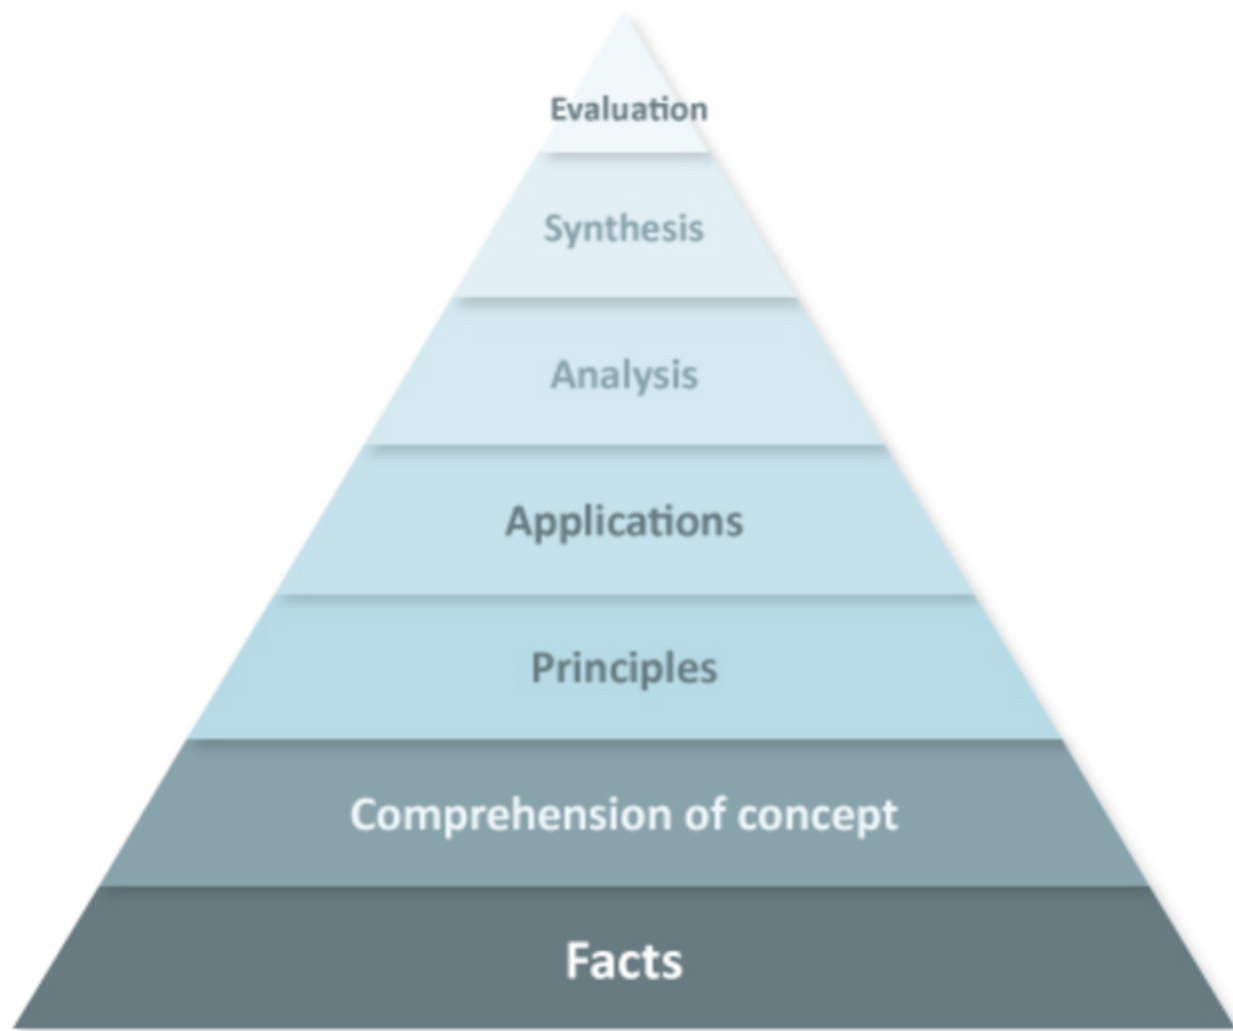 Evaluation
Synthesis
Analysis
Applications
Principles
Comprehension of concept
Facts